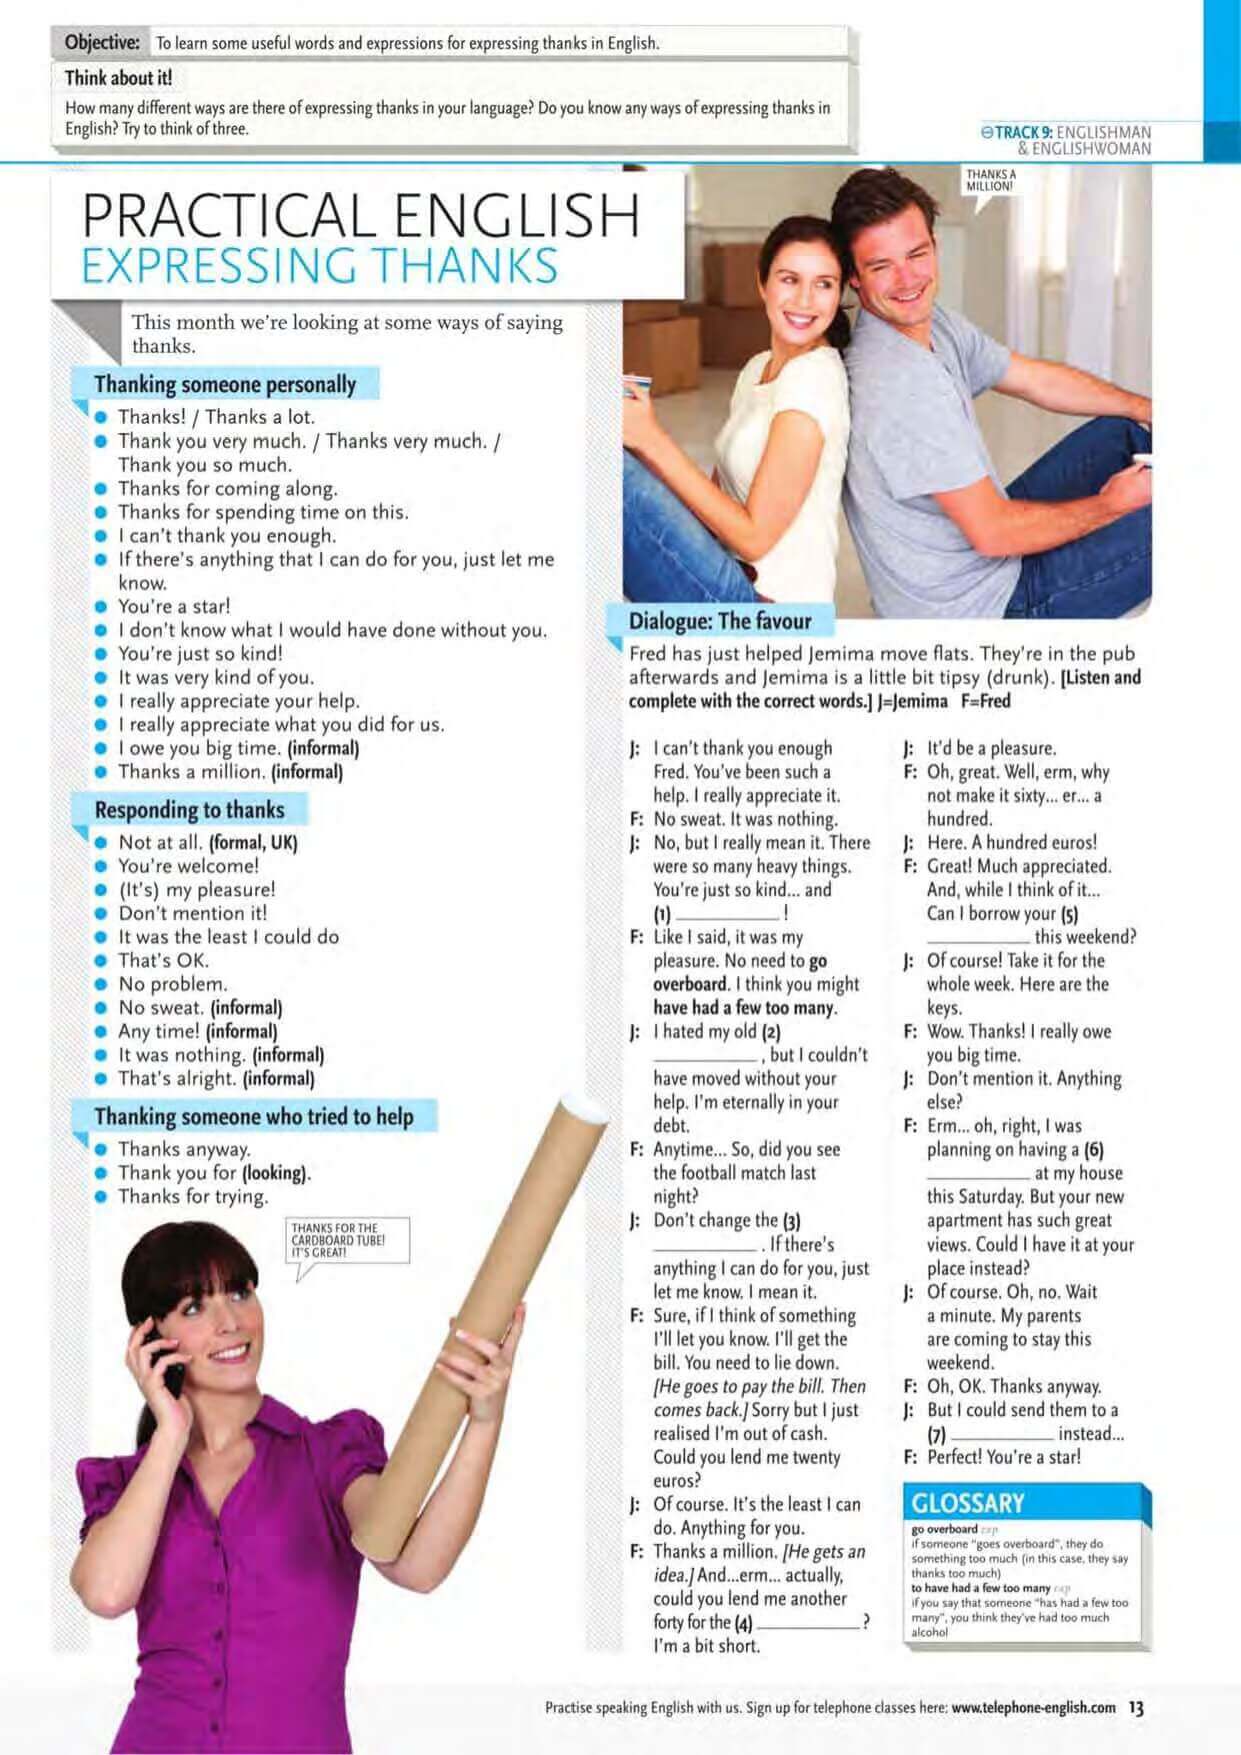 Objective: To learn some useful words and expressions for expressing thanks in English.
Think about it!
How many different ways are there of expressing thanks in your language? Do you know any ways of expressing thanks in
English? Try to think of three.
TRACK 9: ENGLISHMAN
& ENGLISHWOMAN
THANKS A
MILLION!
PRACTICAL ENGLISH
EXPRESSING THANKS
This month we're looking at some ways of saying
thanks.
Thanking someone personally
Thanks! / Thanks a lot.
Thank you very much. / Thanks very much. /
Thank you so much.
Thanks for coming along.
Thanks for spending time on this.
I can't thank you enough.
If there's anything that I can do for you, just let me
know.
You're a star!
I don't know what I would have done without you.
You're just so kind!
It was very kind of you.
I really appreciate your help.
I really appreciate what you did for us.
I owe you big time. (informal)
Thanks a million. (informal)
Responding to thanks
Not at all. (formal, UK)
You're welcome!
(It's) my pleasure!
Don't mention it!
It was the least I could do
That's OK.
No problem.
No sweat. (informal)
Any time! (informal)
It was nothing. (informal)
That's alright. (informal)
Thanking someone who tried to help
Thanks anyway.
Thank you for (looking).
Thanks for trying.
THANKS FOR THE
CARDBOARD TUBE!
IT'S GREAT!
Dialogue: The favour
Fred has just helped Jemima move flats. They're in the pub
afterwards and Jemima is a little bit tipsy (drunk). [Listen and
complete with the correct words.] J=Jemima F=Fred
J: I can't thank you enough
Fred. You've been such a
help. I really appreciate it.
F: No sweat. It was nothing.
J: No, but I really mean it. There
were so many heavy things.
You're just so kind... and
(1) ____________ !
F: Like I said, it was my
pleasure. No need to go
overboard. I think you might
have had a few too many.
J: I hated my old (2)
____________ , but I couldn't
have moved without your
help. I'm eternally in your
debt.
F: Anytime... So, did you see
the football match last
night?
J: Don't change the (3)
____________ . If there's
anything I can do for you, just
let me know. I mean it.
F: Sure, if I think of something
I'll let you know. I'll get the
bill. You need to lie down.
[He goes to pay the bill. Then
comes back.] Sorry but I just
realised I'm out of cash.
Could you lend me twenty
euros?
J: Of course. It's the least I can
do. Anything for you.
F: Thanks a million. [He gets an
idea.] And...erm... actually,
could you lend me another
forty for the (4) ____________ ?
I'm a bit short.
J: It'd be a pleasure.
F: Oh, great. Well, erm, why
not make it sixty... er... a
hundred.
J: Here. A hundred euros!
F: Great! Much appreciated.
And, while I think of it...
Can I borrow your (5)
____________ this weekend?
J: Of course! Take it for the
whole week. Here are the
keys.
F: Wow. Thanks! I really owe
you big time.
J: Don't mention it. Anything
else?
F: Erm... oh, right, I was
planning on having a (6)
____________ at my house
this Saturday. But your new
apartment has such great
views. Could I have it at your
place instead?
J: Of course. Oh, no. Wait
a minute. My parents
are coming to stay this
weekend.
F: Oh, OK. Thanks anyway.
J: But I could send them to a
(7) ____________ instead...
F: Perfect! You're a star!
GLOSSARY
go overboard exp
if someone "goes overboard", they do
something too much (in this case, they say
thanks too much)
to have had a few too many exp
if you say that someone "has had a few too
many", you think they've had too much
alcohol
Practise speaking English with us. Sign up for telephone classes here: www.telephone-english.com 13